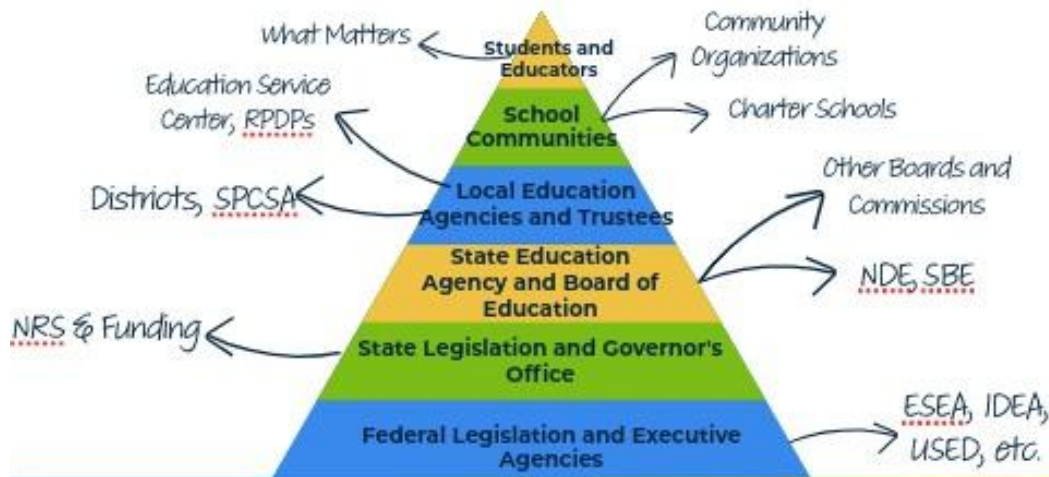 What Matters
Students and
Educators
Community
Organizations
Education Service
Center, RPDPs
School
Communities
Charter Schools
Districts, SPCSA
Local Education
Agencies and Trustees
Other Boards and
Commissions
State Education
Agency and Board of
Education
NDE, SBE
NRS & Funding
State Legislation and Governor's
Office
Federal Legislation and Executive
Agencies
ESEA, IDEA,
USED, etc.